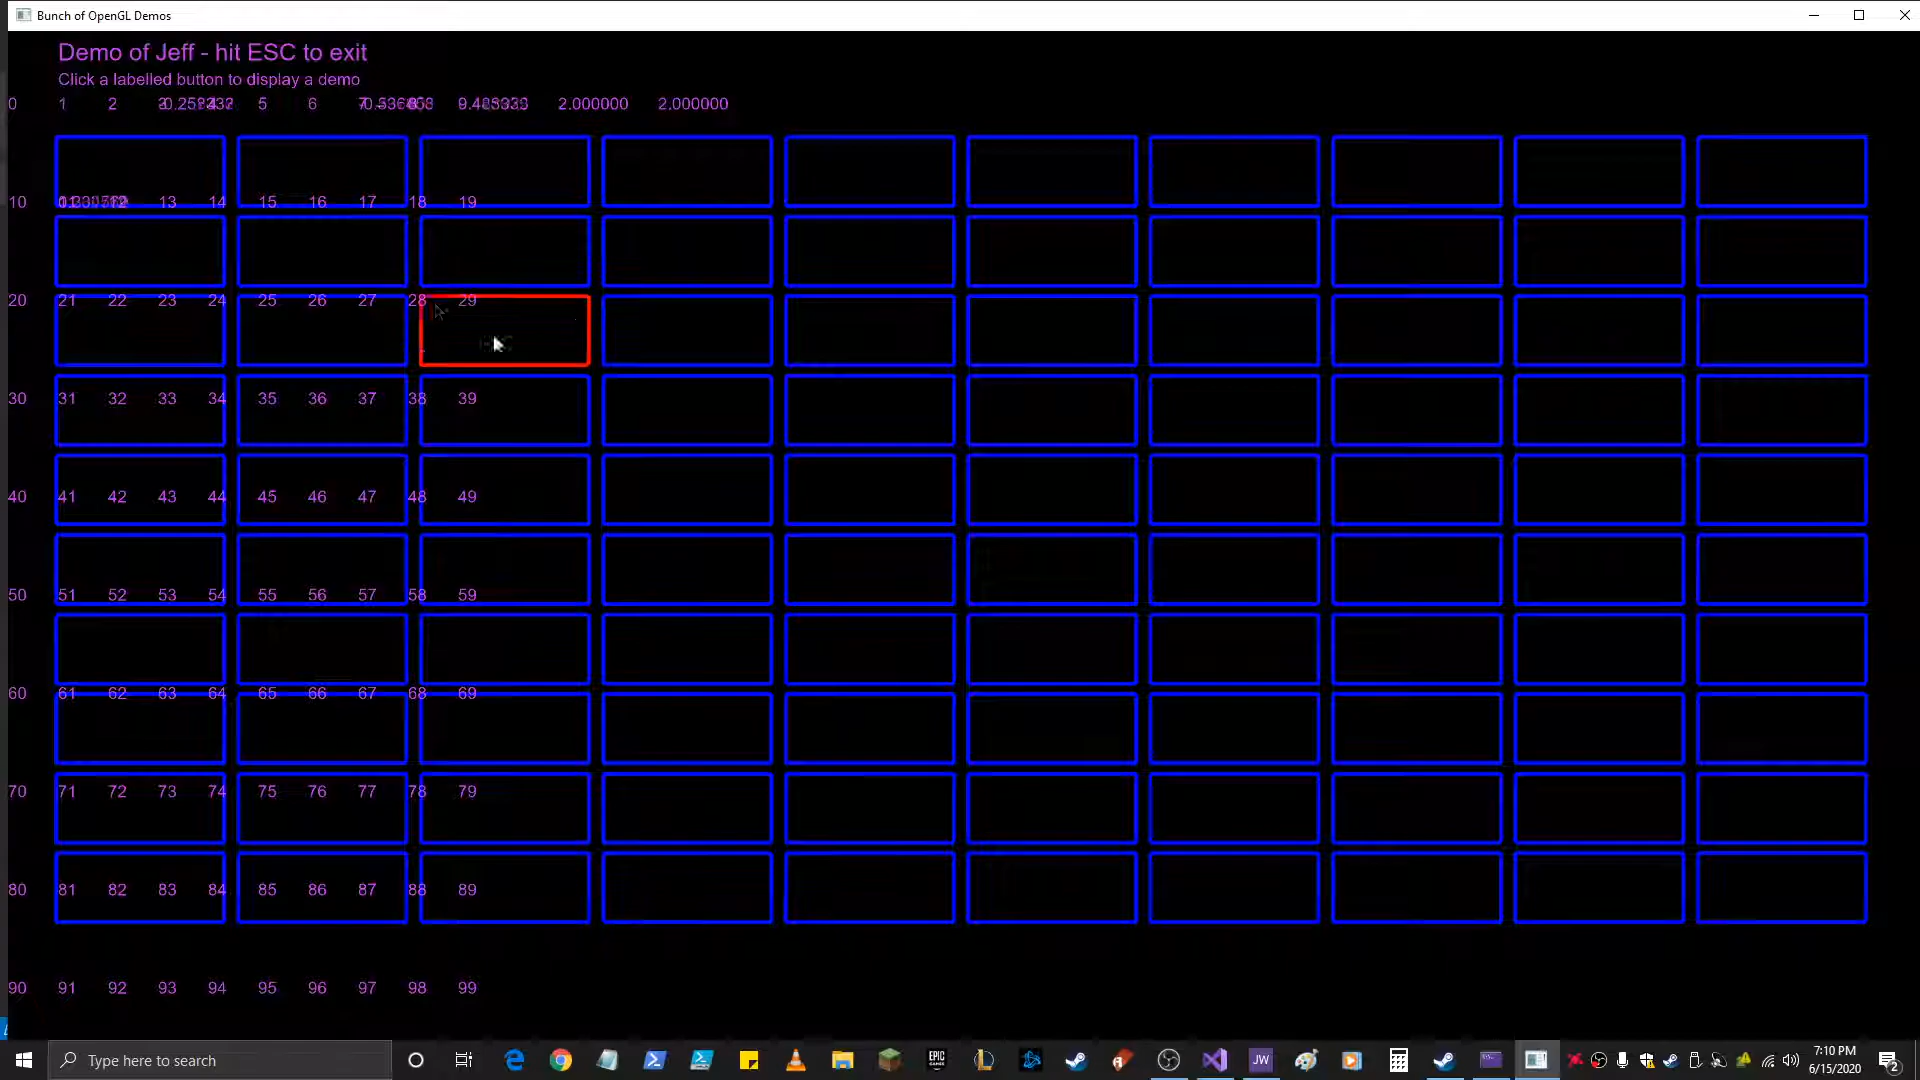 Bunch of OpenGL Demos
Demo of Jeff - hit ESC to exit
Click a labelled button to display a demo
0 1 2 5 6 2.000000 2.000000
10 13 14 15 16 17 18 19
20 21 22 23 24 25 26 27 28 29
30 31 32 33 34 35 36 37 38 39
40 41 42 43 44 45 46 47 48 49
50 51 52 53 54 55 56 57 58 59
60 61 62 63 64 65 66 67 68 69
70 71 72 73 74 75 76 77 78 79
80 81 82 83 84 85 86 87 88 89
90 91 92 93 94 95 96 97 98 99
Type here to search
EPIC GAMES
JW
7:10 PM
6/15/2020
2